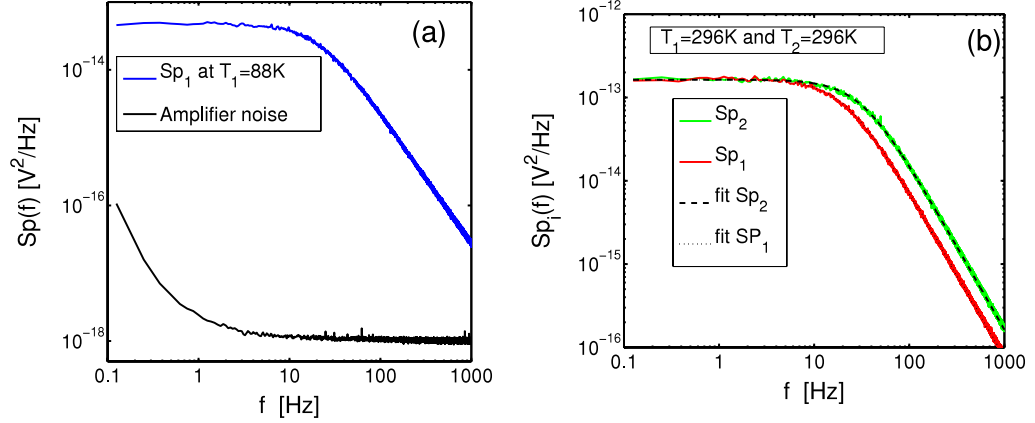 (a)
Sp₁ at T₁=88K
Amplifier noise
Sp(f) [V²/Hz]
10⁻¹⁴
10⁻¹⁶
10⁻¹⁸
0.1 1 10 100 1000
f [Hz]
(b)
T₁=296K and T₂=296K
Sp₂
Sp₁
fit Sp₂
fit SP₁
Spᵢ(f) [V²/Hz]
10⁻¹²
10⁻¹³
10⁻¹⁴
10⁻¹⁵
10⁻¹⁶
0.1 1 10 100 1000
f [Hz]